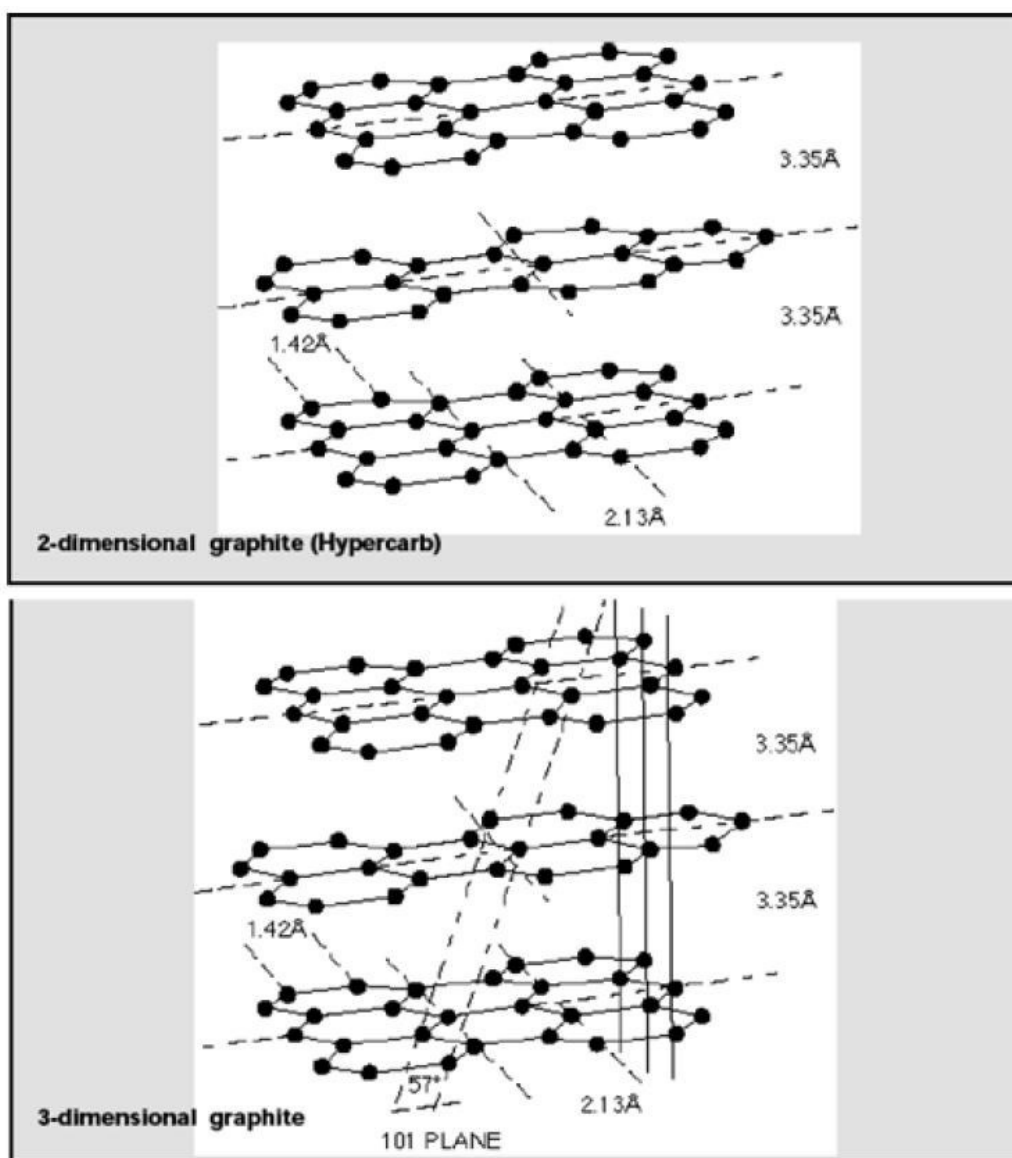 3.35Å
3.35Å
1.42Å
2.13Å
2-dimensional graphite (Hypercarb)
3.35Å
3.35Å
1.42Å
57°
2.13Å
3-dimensional graphite
101 PLANE